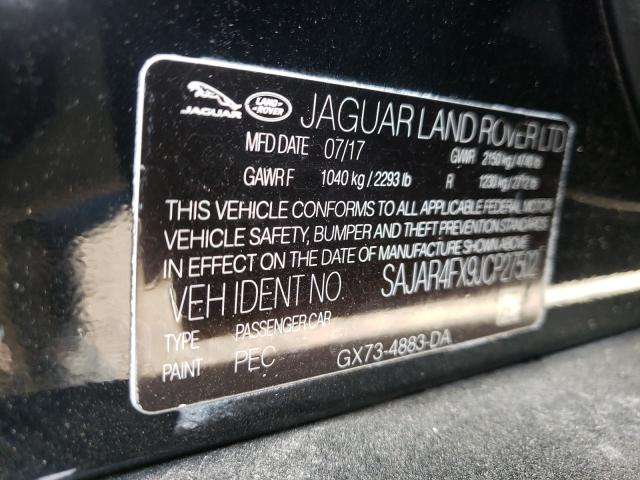 JAGUAR LAND ROVER JAGUAR LAND ROVER LTD
MFD DATE 07/17 GVWR 2150 kg / 4740 lb
GAWR F 1040 kg / 2293 lb R 1230 kg / 2712 lb
THIS VEHICLE CONFORMS TO ALL APPLICABLE FEDERAL MOTOR
VEHICLE SAFETY, BUMPER AND THEFT PREVENTION STANDARDS
IN EFFECT ON THE DATE OF MANUFACTURE SHOWN ABOVE.
VEH IDENT NO SAJAR4FX9JCP27502
TYPE PASSENGER CAR
PAINT PEC GX73-4883-DA